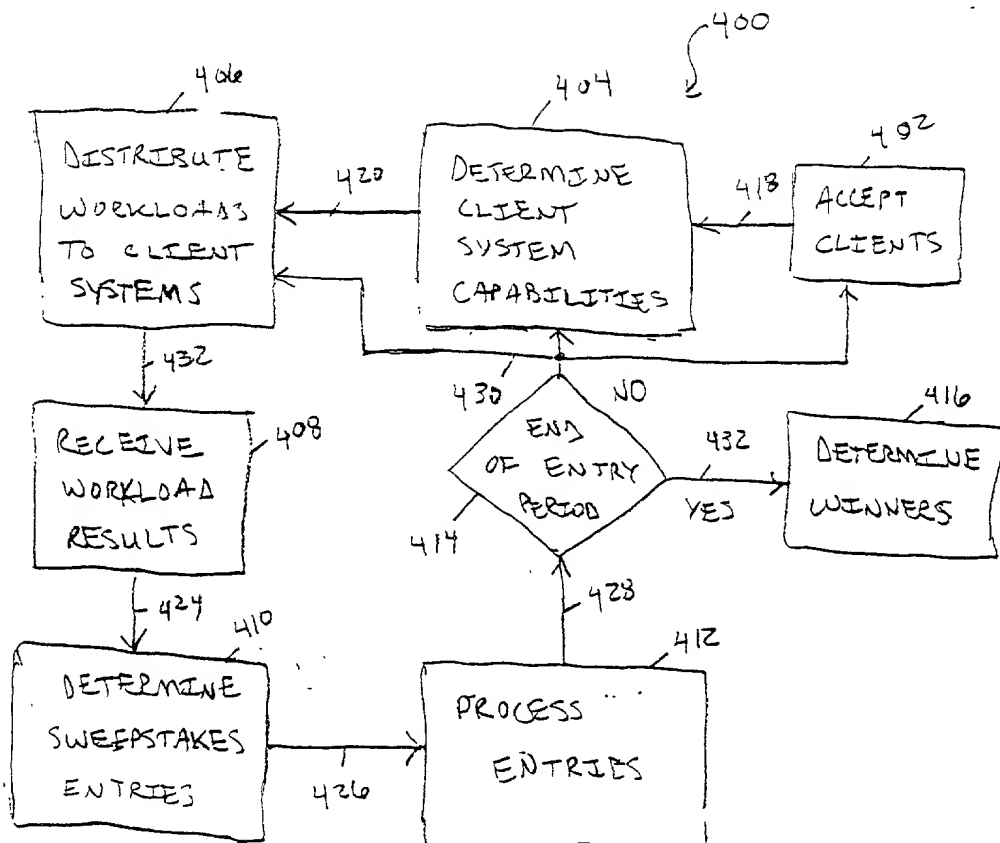 400
406
404
402
DISTRIBUTE
WORKLOADS
TO CLIENT
SYSTEMS
420
DETERMINE
CLIENT
SYSTEM
CAPABILITIES
418
ACCEPT
CLIENTS
432
430
NO
416
RECEIVE
WORKLOAD
RESULTS
408
END
OF ENTRY
PERIOD
414
432
YES
DETERMINE
WINNERS
424
410
428
412
DETERMINE
SWEEPSTAKES
ENTRIES
426
PROCESS
ENTRIES